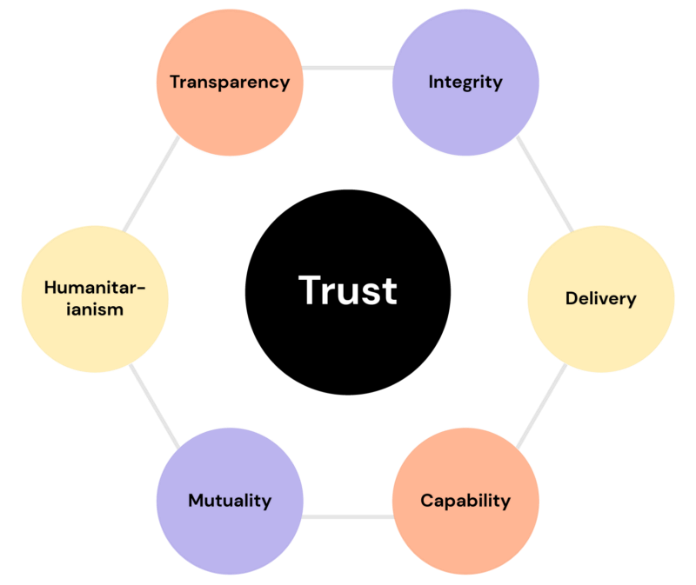 Transparency
Integrity
Humanitar-
ianism
Trust
Delivery
Mutuality
Capability